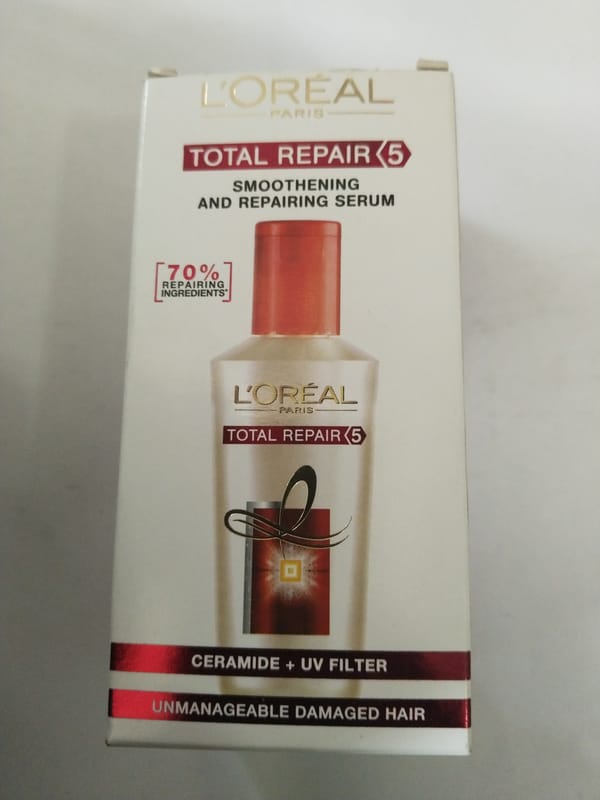 L'ORÉAL
PARIS
TOTAL REPAIR 5
SMOOTHENING
AND REPAIRING SERUM
70%
REPAIRING
INGREDIENTS*
L'ORÉAL
PARIS
TOTAL REPAIR 5
CERAMIDE + UV FILTER
UNMANAGEABLE DAMAGED HAIR